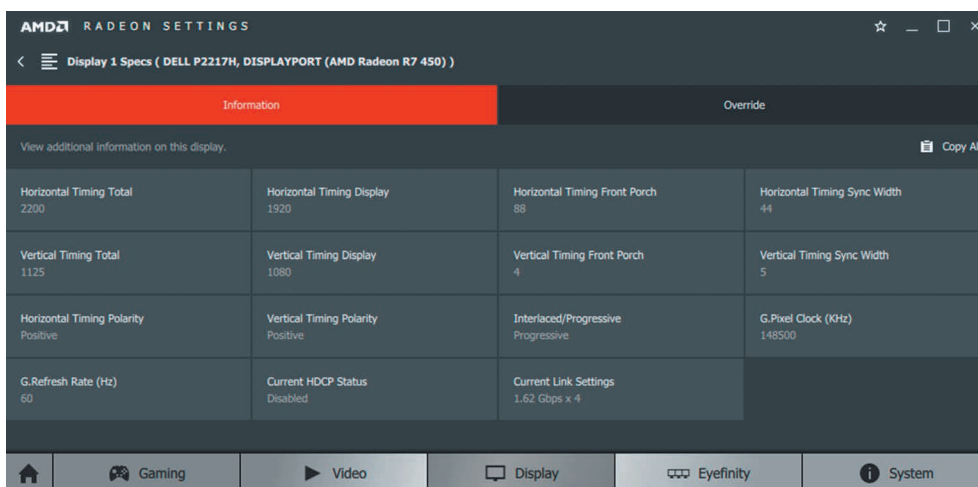 AMD RADEON SETTINGS
Display 1 Specs ( DELL P2217H, DISPLAYPORT (AMD Radeon R7 450) )
Information Override
View additional information on this display. Copy Al
Horizontal Timing Total Horizontal Timing Display Horizontal Timing Front Porch Horizontal Timing Sync Width
2200 1920 88 44
Vertical Timing Total Vertical Timing Display Vertical Timing Front Porch Vertical Timing Sync Width
1125 1080 4 5
Horizontal Timing Polarity Vertical Timing Polarity Interlaced/Progressive G.Pixel Clock (KHz)
Positive Positive Progressive 148500
G.Refresh Rate (Hz) Current HDCP Status Current Link Settings
60 Disabled 1.62 Gbps x 4
Gaming Video Display Eyefinity System